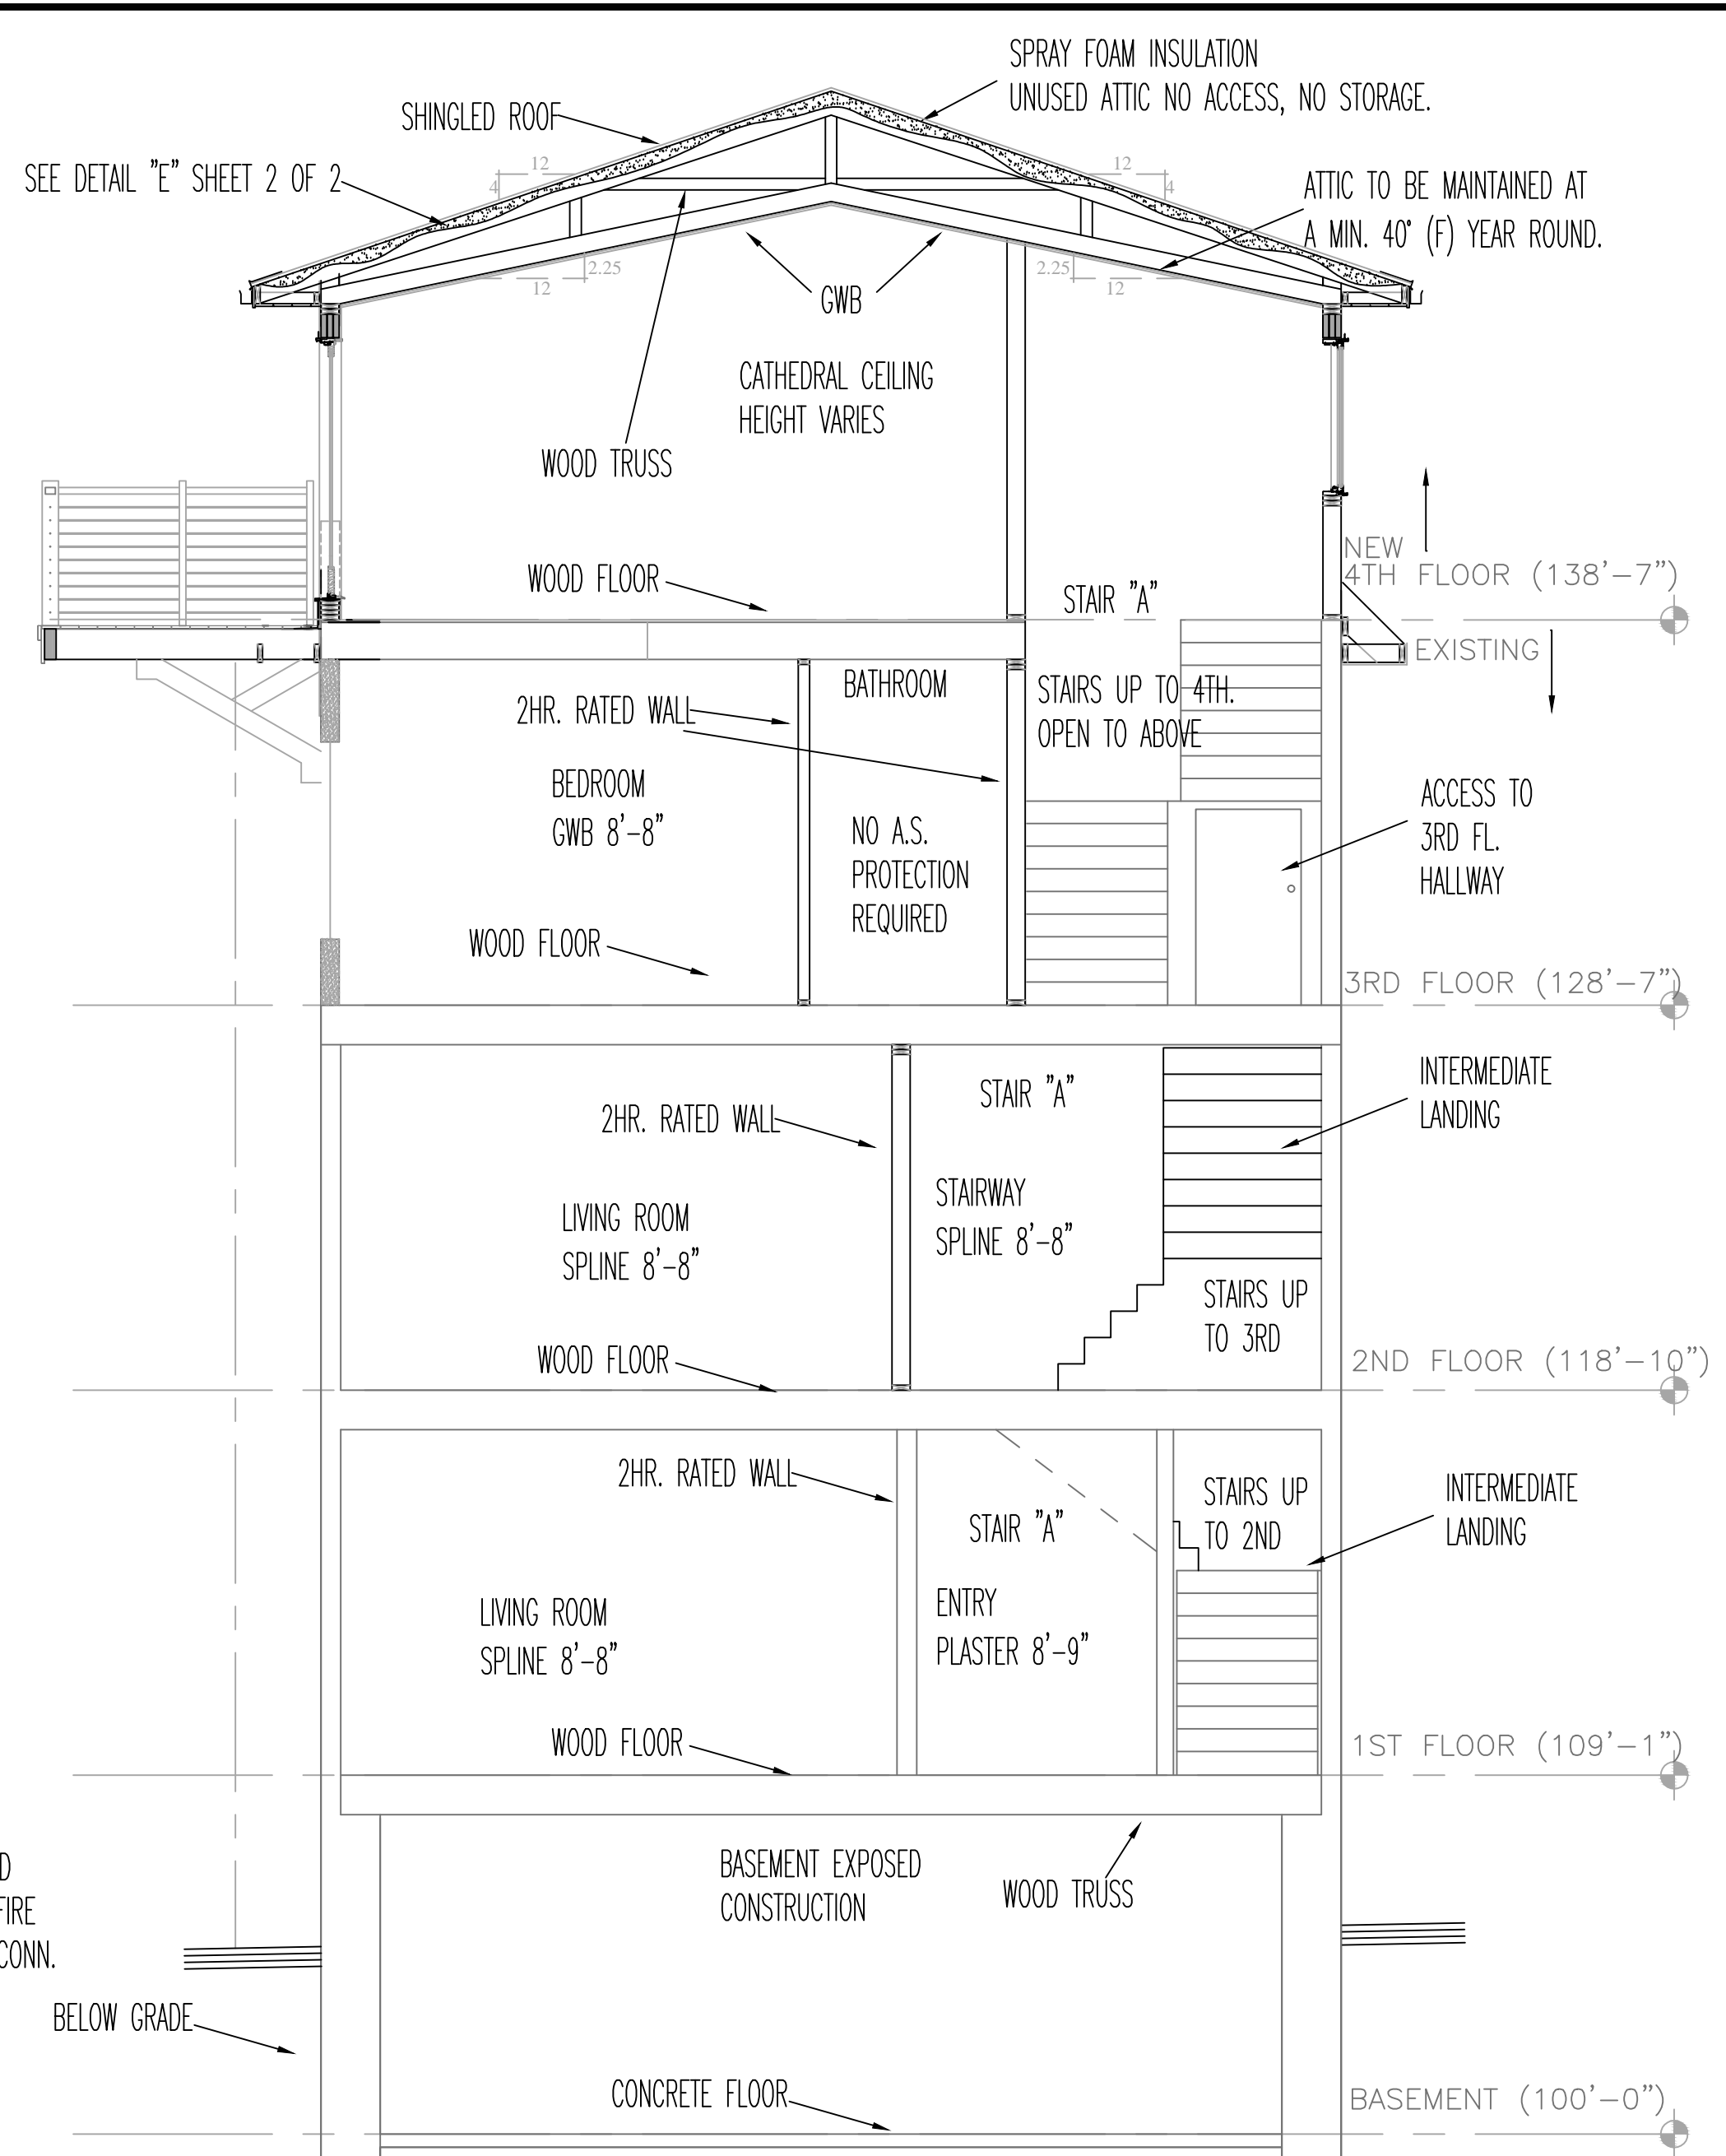 SPRAY FOAM INSULATION
UNUSED ATTIC NO ACCESS, NO STORAGE.
SHINGLED ROOF
SEE DETAIL "E" SHEET 2 OF 2
12
4
12
4
ATTIC TO BE MAINTAINED AT
A MIN. 40° (F) YEAR ROUND.
2.25
12
2.25
12
GWB
CATHEDRAL CEILING
HEIGHT VARIES
WOOD TRUSS
NEW
4TH FLOOR (138'-7")
WOOD FLOOR
STAIR "A"
EXISTING
BATHROOM
2HR. RATED WALL
STAIRS UP TO 4TH.
OPEN TO ABOVE
BEDROOM
GWB 8'-8"
ACCESS TO
3RD FL.
HALLWAY
NO A.S.
PROTECTION
REQUIRED
WOOD FLOOR
3RD FLOOR (128'-7")
INTERMEDIATE
LANDING
STAIR "A"
2HR. RATED WALL
STAIRWAY
SPLINE 8'-8"
LIVING ROOM
SPLINE 8'-8"
STAIRS UP
TO 3RD
WOOD FLOOR
2ND FLOOR (118'-10")
2HR. RATED WALL
STAIRS UP
TO 2ND
INTERMEDIATE
LANDING
STAIR "A"
LIVING ROOM
SPLINE 8'-8"
ENTRY
PLASTER 8'-9"
WOOD FLOOR
1ST FLOOR (109'-1")
BASEMENT EXPOSED
CONSTRUCTION
WOOD TRUSS
D
FIRE
CONN.
BELOW GRADE
CONCRETE FLOOR
BASEMENT (100'-0")